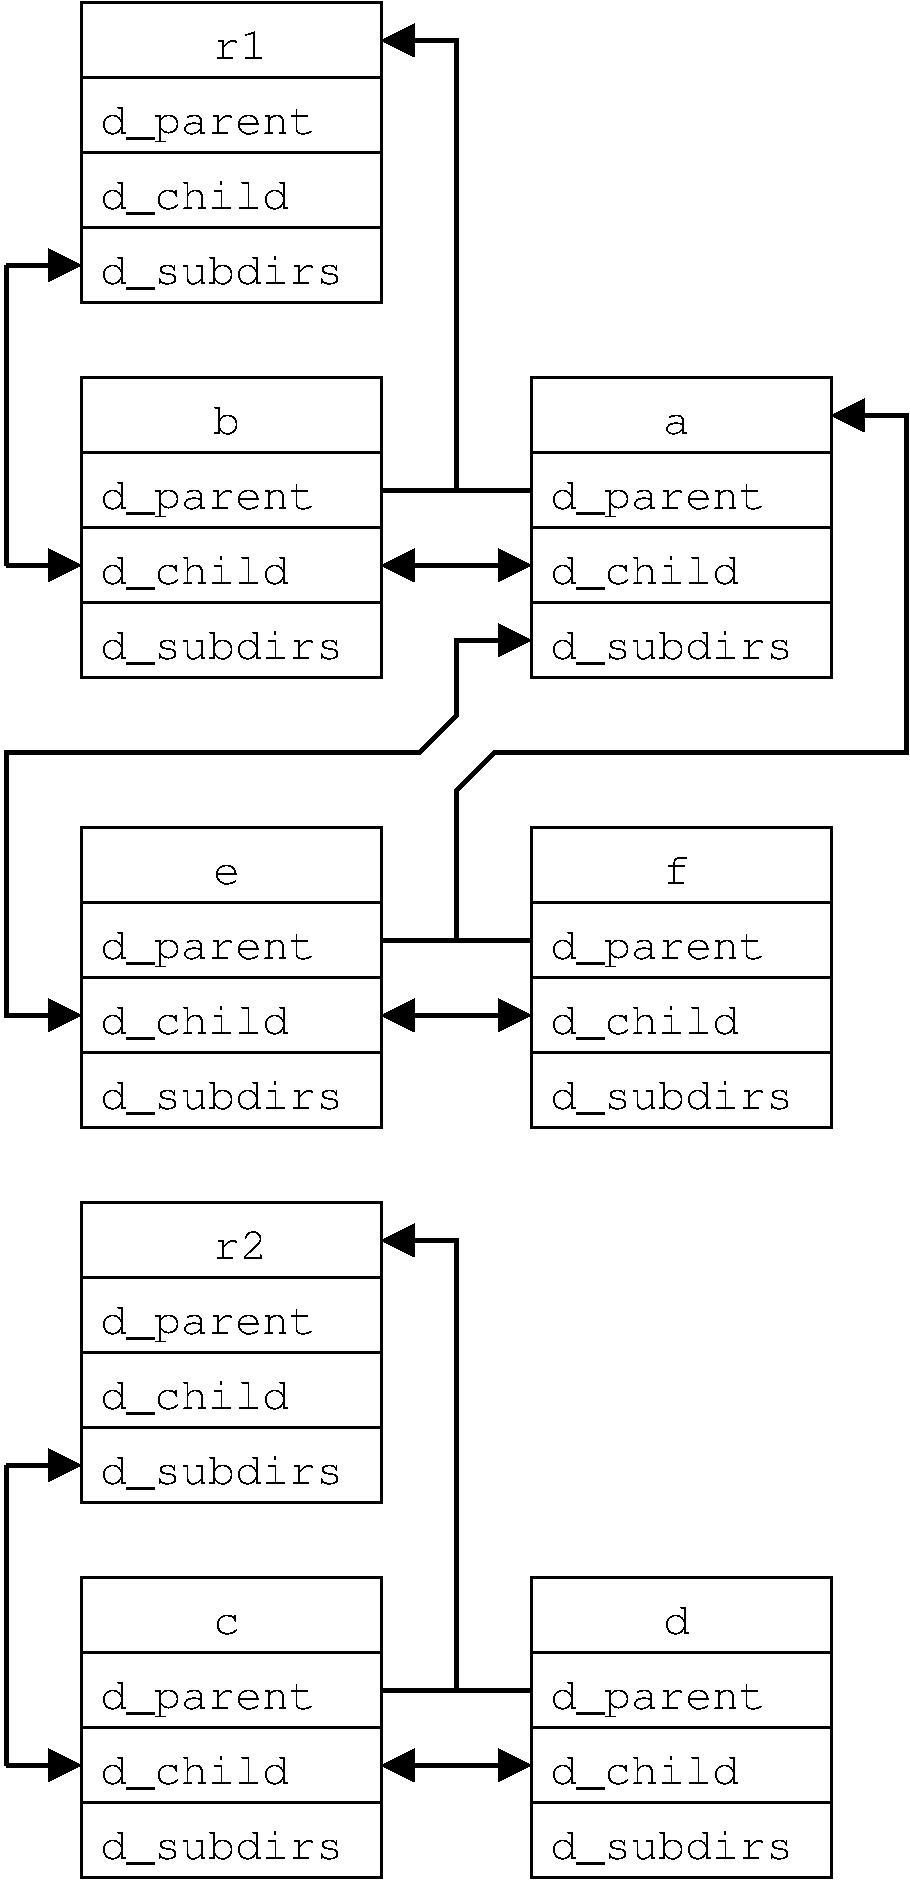 r1
d_parent
d_child
d_subdirs
b
d_parent
d_child
d_subdirs
a
d_parent
d_child
d_subdirs
e
d_parent
d_child
d_subdirs
f
d_parent
d_child
d_subdirs
r2
d_parent
d_child
d_subdirs
c
d_parent
d_child
d_subdirs
d
d_parent
d_child
d_subdirs